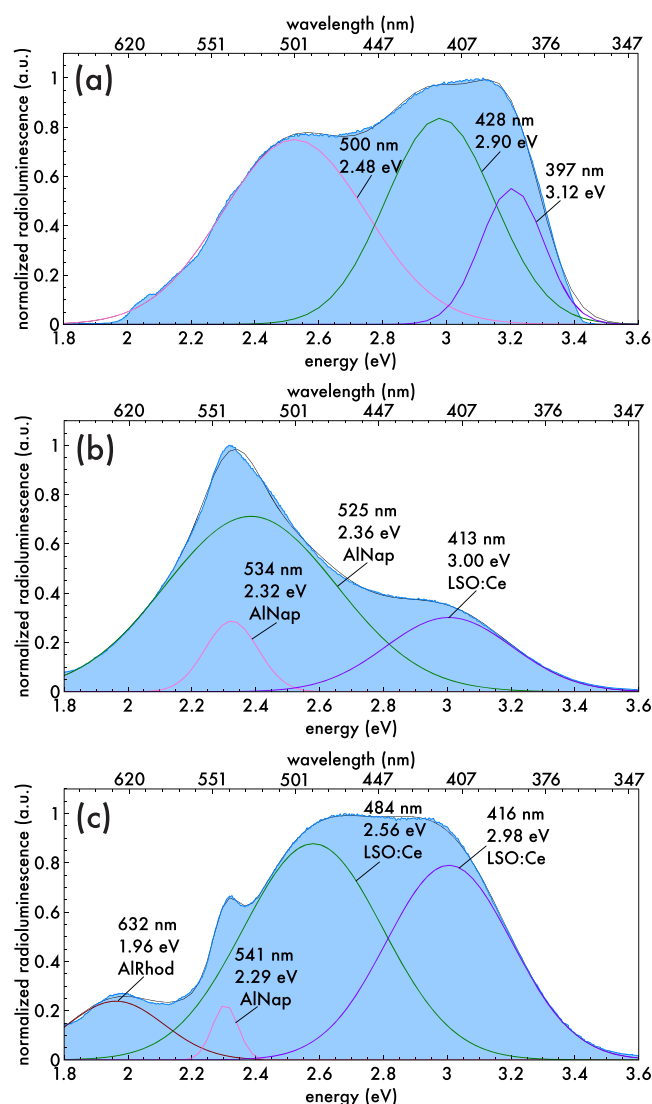 wavelength (nm)
620 551 501 447 407 376 347
(a)
normalized radioluminescence (a.u.)
1
0.8
0.6
0.4
0.2
0
500 nm
2.48 eV
428 nm
2.90 eV
397 nm
3.12 eV
1.8 2 2.2 2.4 2.6 2.8 3 3.2 3.4 3.6
energy (eV)
wavelength (nm)
620 551 501 447 407 376 347
(b)
normalized radioluminescence (a.u.)
1
0.8
0.6
0.4
0.2
0
525 nm
2.36 eV
AlNap
534 nm
2.32 eV
AlNap
413 nm
3.00 eV
LSO:Ce
1.8 2 2.2 2.4 2.6 2.8 3 3.2 3.4 3.6
energy (eV)
wavelength (nm)
620 551 501 447 407 376 347
(c)
normalized radioluminescence (a.u.)
1
0.8
0.6
0.4
0.2
0
484 nm
2.56 eV
LSO:Ce
416 nm
2.98 eV
LSO:Ce
632 nm
1.96 eV
AlRhod
541 nm
2.29 eV
AlNap
1.8 2 2.2 2.4 2.6 2.8 3 3.2 3.4 3.6
energy (eV)